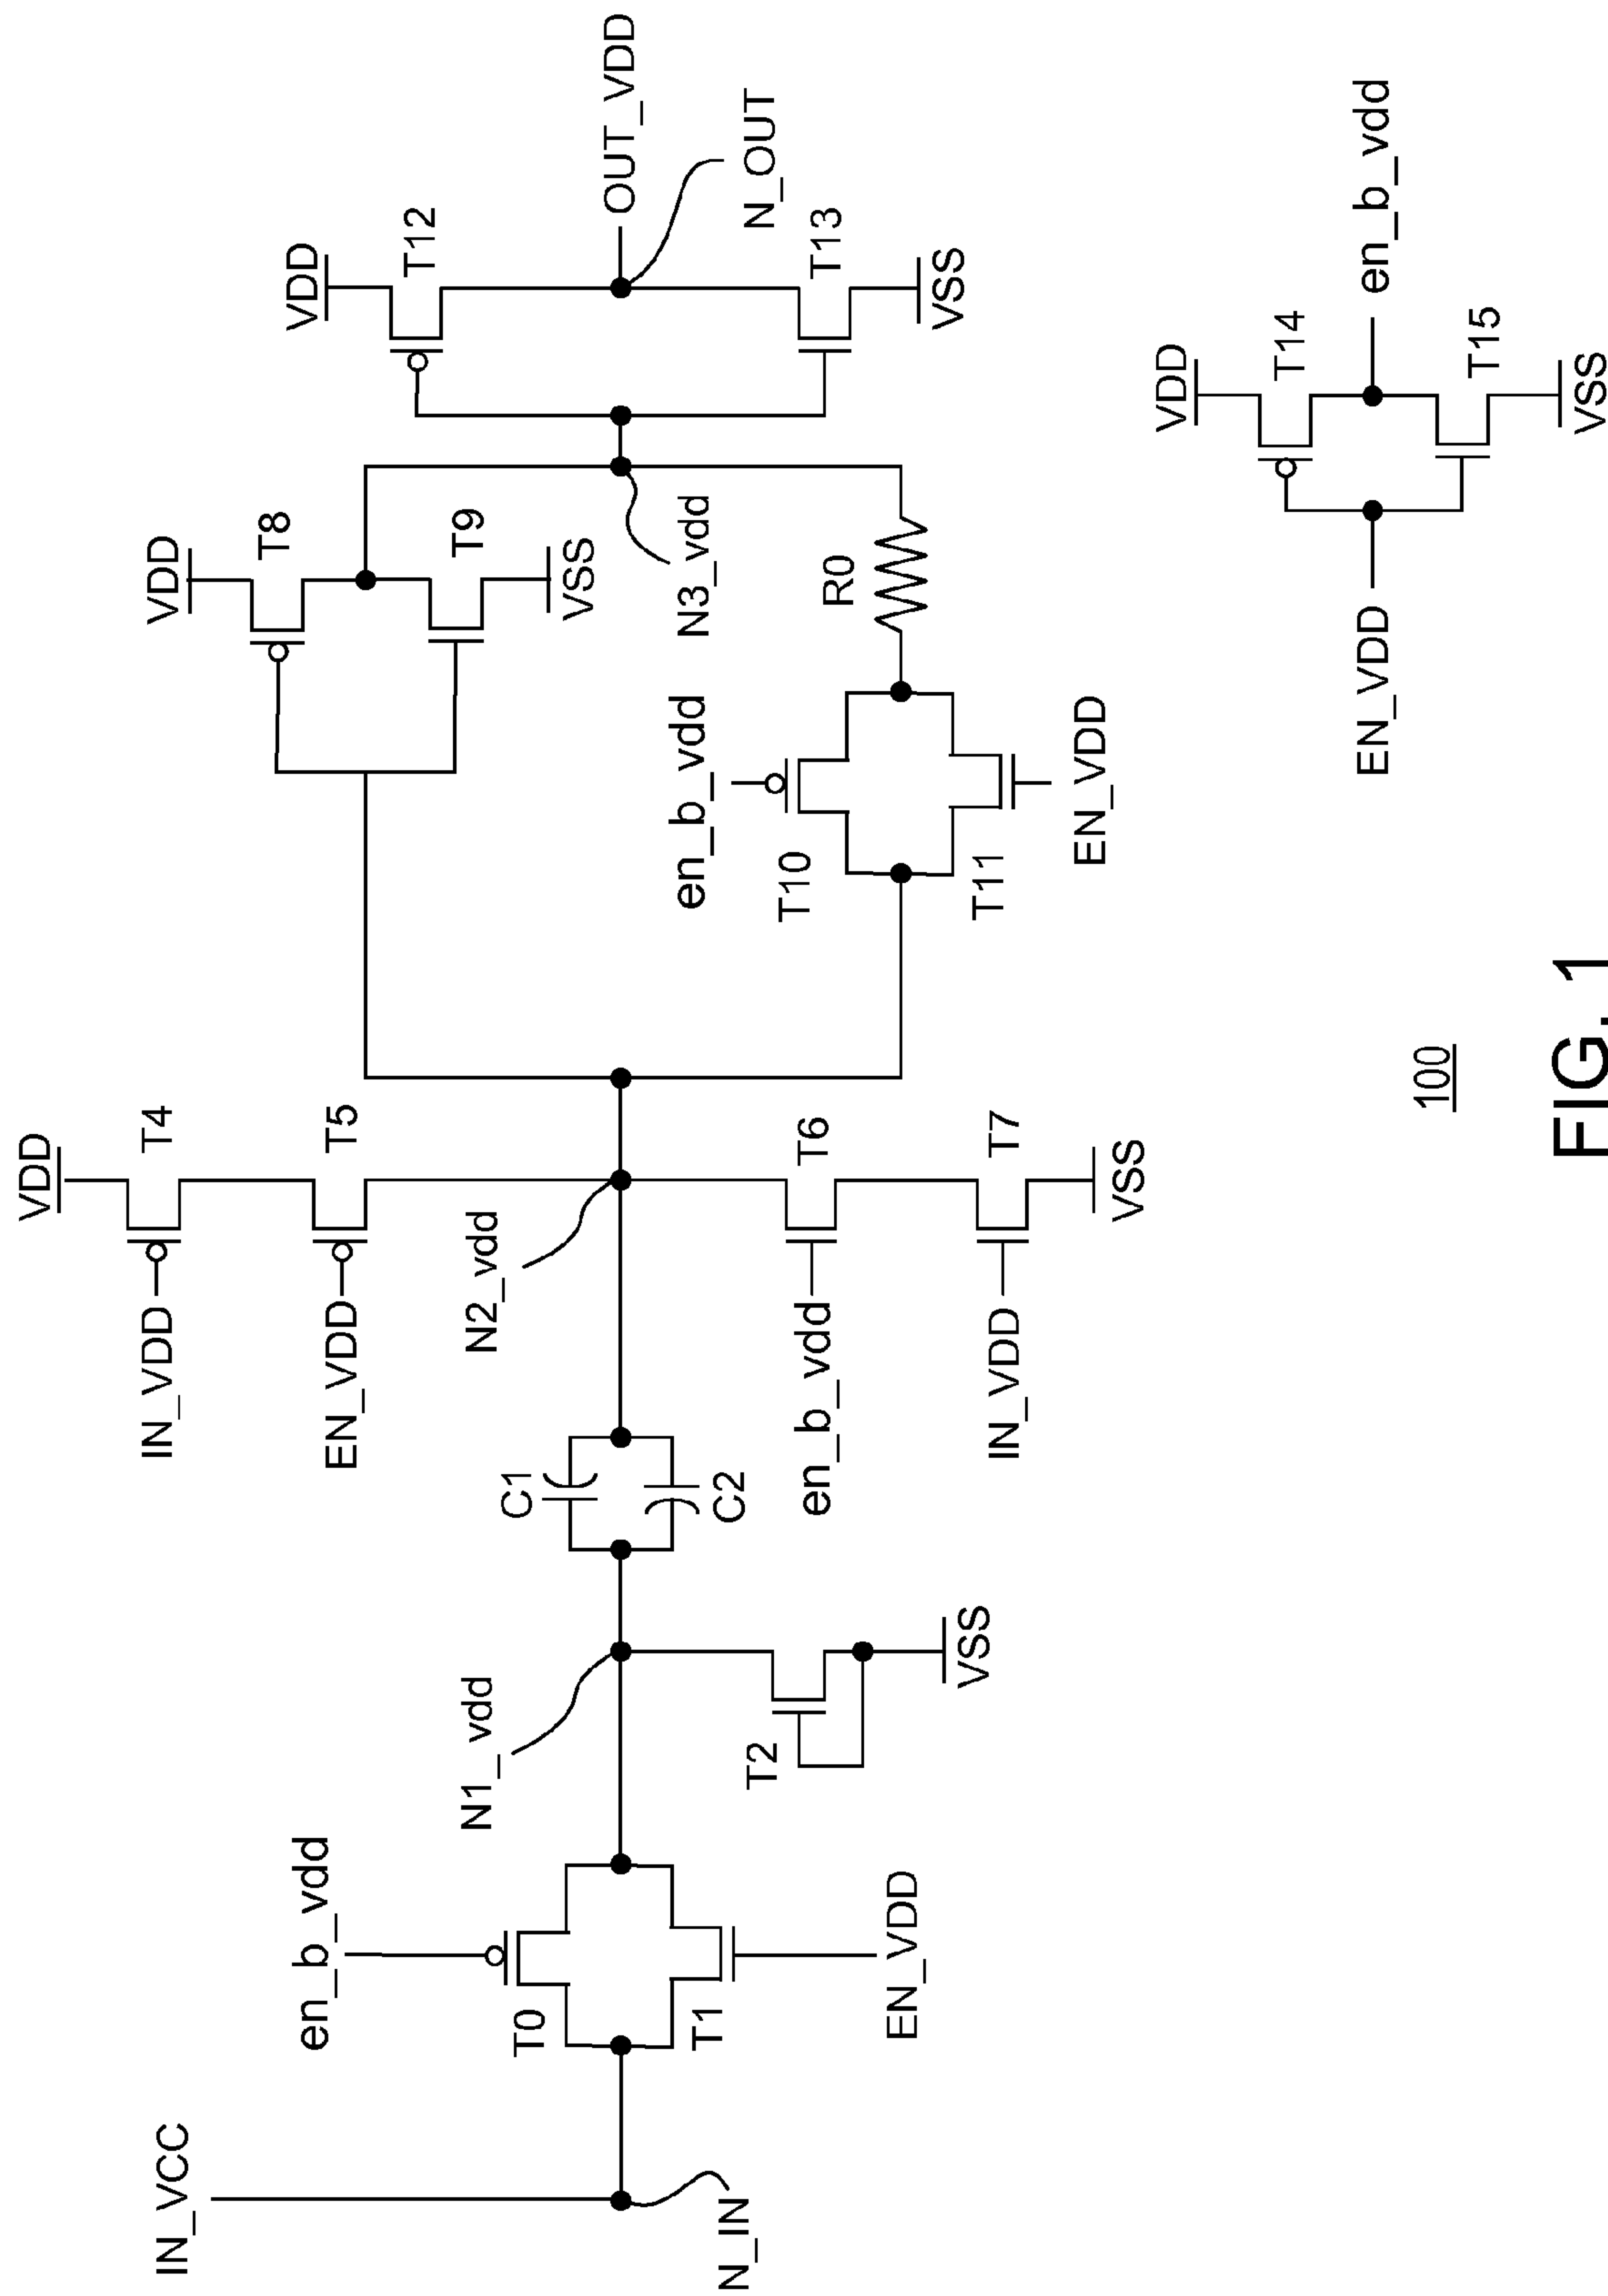 IN_VCC
N_IN
en_b_vdd
T0
T1
EN_VDD
N1_vdd
T2
VSS
C1
C2
VDD
T4
IN_VDD
T5
EN_VDD
N2_vdd
T6
en_b_vdd
T7
IN_VDD
VSS
VDD
T8
T9
VSS
en_b_vdd
T10
T11
EN_VDD
R0
N3_vdd
VDD
T12
OUT_VDD
N_OUT
T13
VSS
VDD
T14
EN_VDD
en_b_vdd
T15
VSS
100
FIG. 1